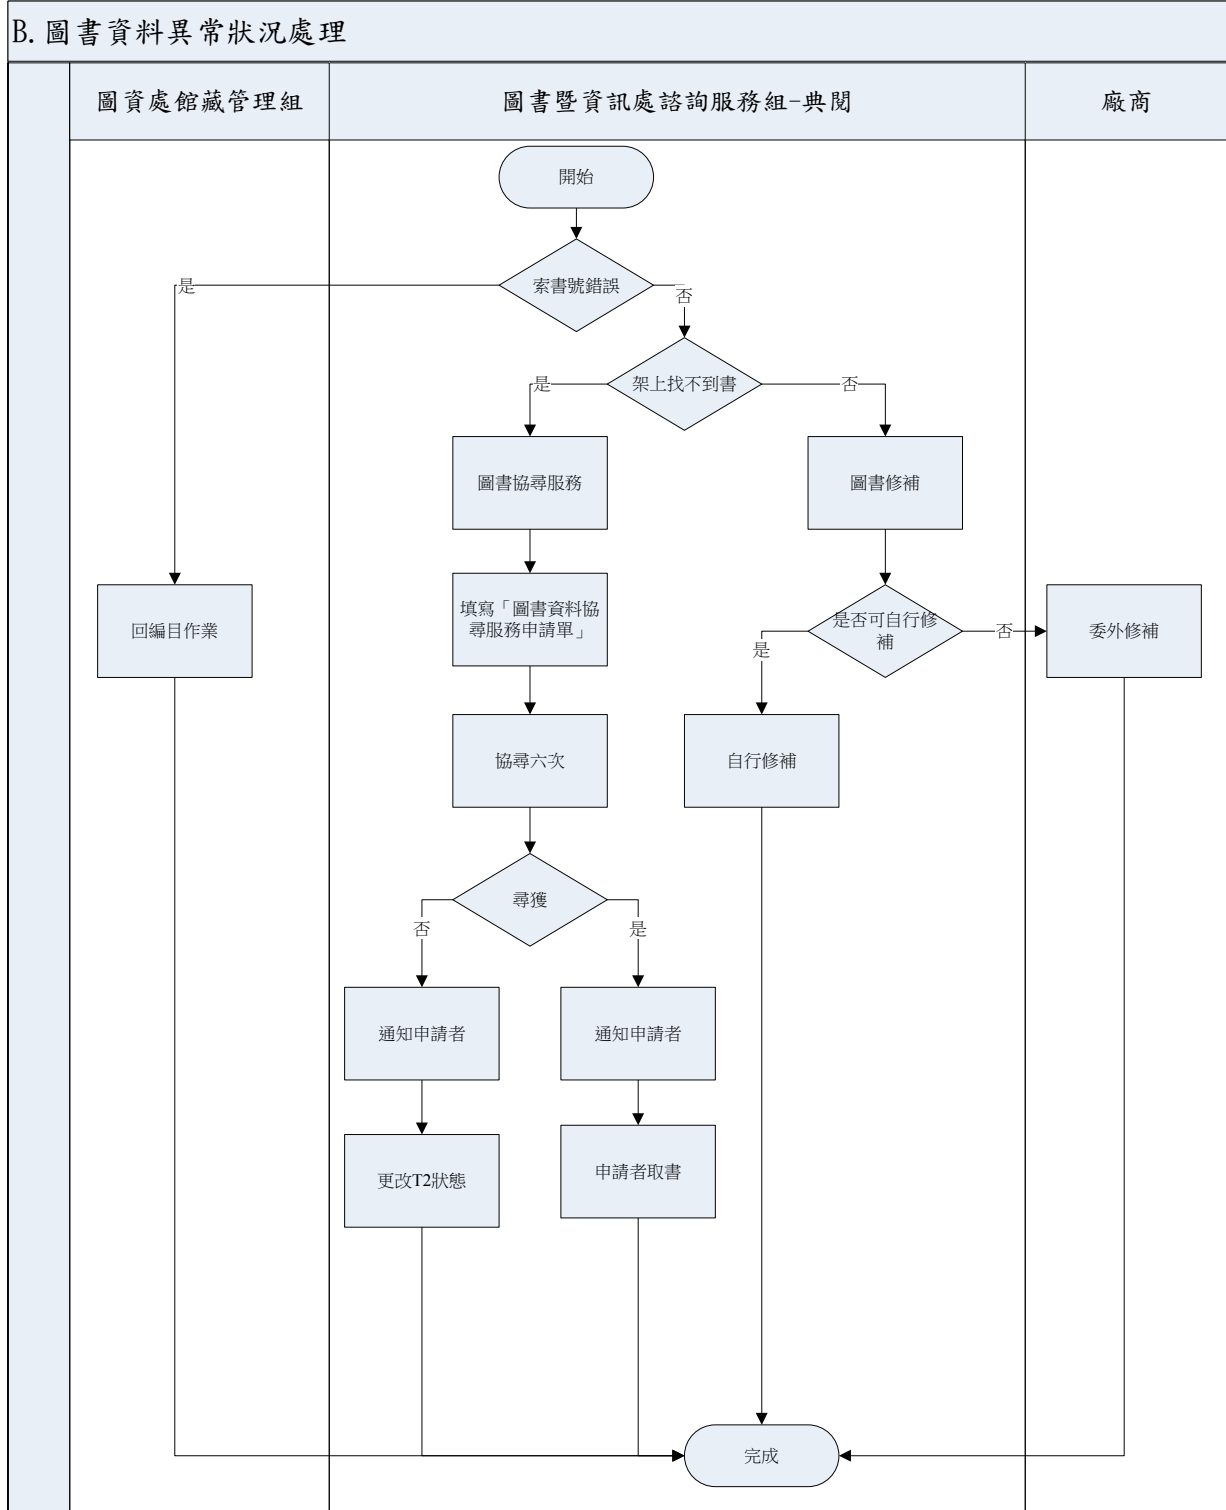 B.圖書資料異常狀況處理
圖資處館藏管理組
圖書暨資訊處諮詢服務組-典閱
廠商
開始
索書號錯誤
是
否
架上找不到書
是
否
圖書協尋服務
圖書修補
填寫「圖書資料協
尋服務申請單」
回編目作業
是否可自行修
補
是
否
委外修補
協尋六次
自行修補
尋獲
否
是
通知申請者
通知申請者
更改T2狀態
申請者取書
完成